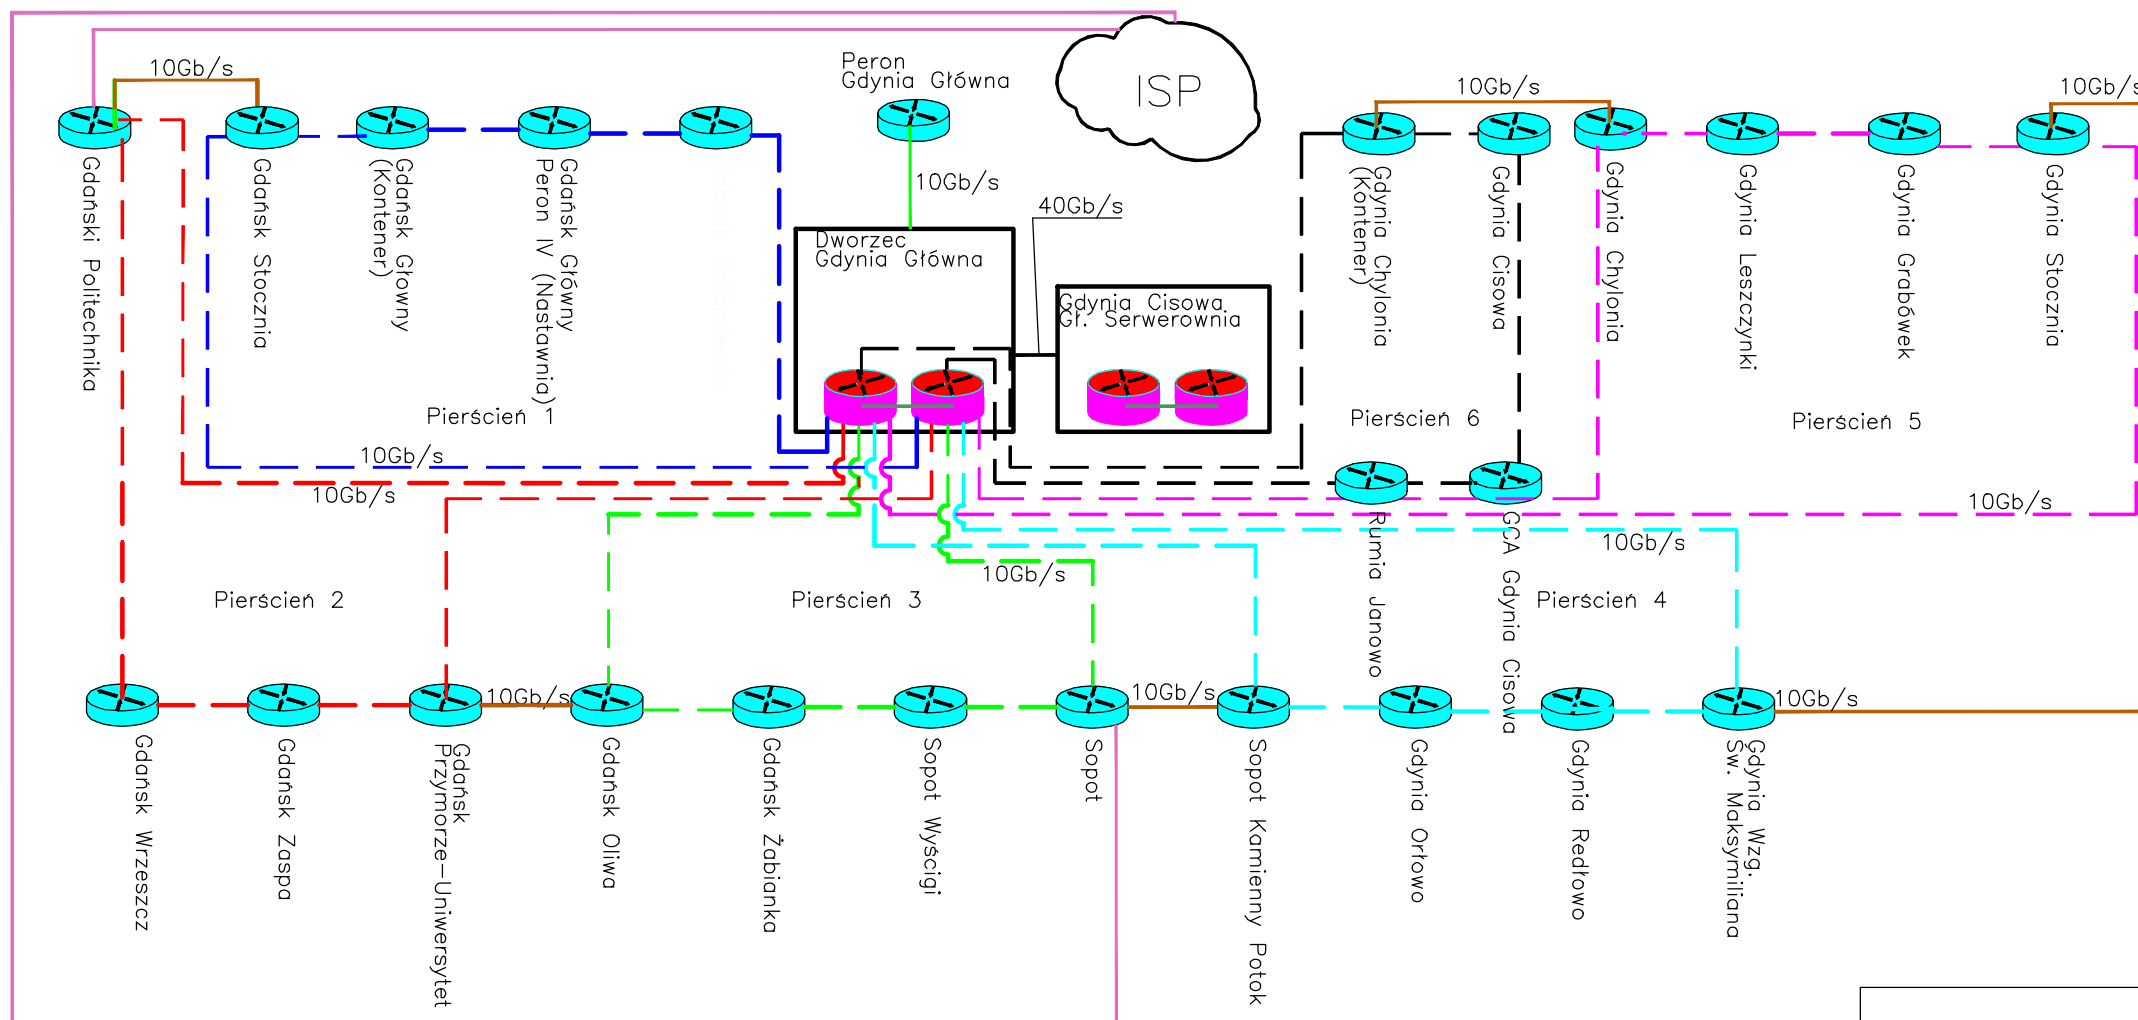 10Gb/s
Peron
Gdynia Główna
ISP
10Gb/s
10Gb/s
Gdański Politechnika
Gdańsk Stocznia
Gdańsk Głowny
(Kontener)
Gdańsk Główny
Peron IV (Nastawnia)
10Gb/s
40Gb/s
Dworzec
Gdynia Główna
Gdynia Cisowa
Gł. Serwerownia
Gdynia Chylonia
(Kontener)
Gdynia Cisowa
Gdynia Chylonia
Gdynia Leszczynki
Gdynia Grabówek
Gdynia Stocznia
Pierścień 1
Pierścień 6
Pierścień 5
10Gb/s
10Gb/s
10Gb/s
10Gb/s
10Gb/s
Rumia Janowo
GCA Gdynia Cisowa
Pierścień 2
Pierścień 3
Pierścień 4
10Gb/s
10Gb/s
10Gb/s
Gdańsk Wrzeszcz
Gdańsk Zaspa
Gdańsk
Przymorze-Uniwersytet
Gdańsk Oliwa
Gdańsk Żabianka
Sopot Wyścigi
Sopot
Sopot Kamienny Potok
Gdynia Orłowo
Gdynia Redłowo
Gdynia Wzg.
Św. Maksymiliana